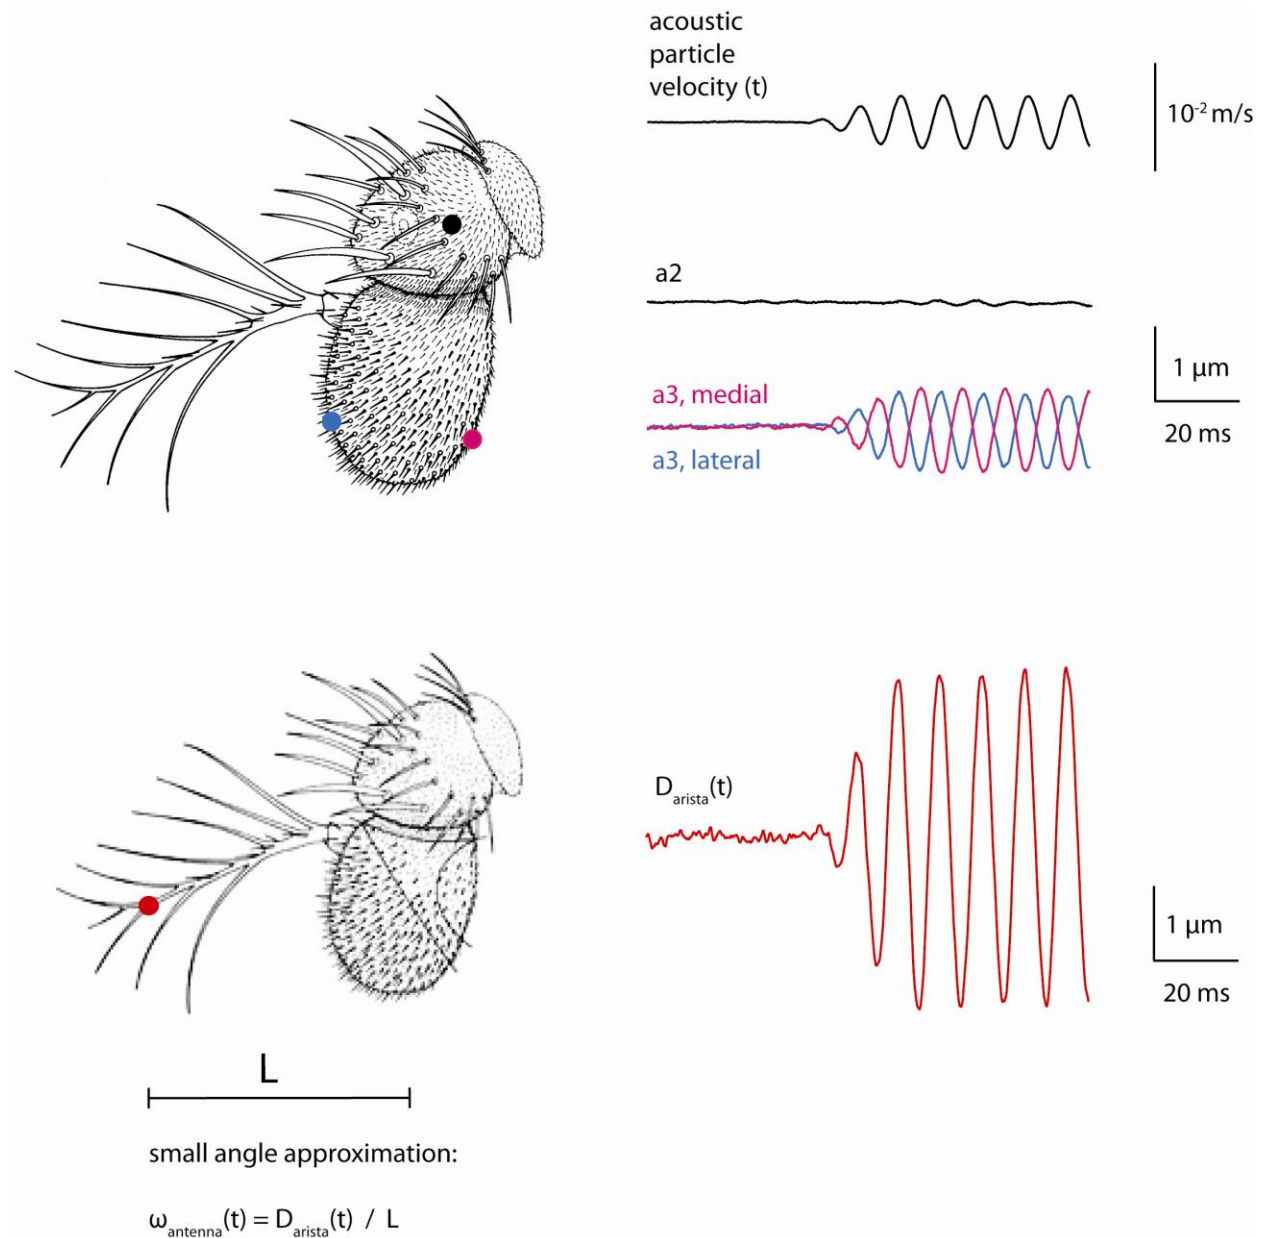 acoustic
particle
velocity (t)
10⁻² m/s
a2
1 µm
20 ms
a3, medial
a3, lateral
D_arista(t)
1 µm
20 ms
L
small angle approximation:
ω_antenna(t) = D_arista(t) / L